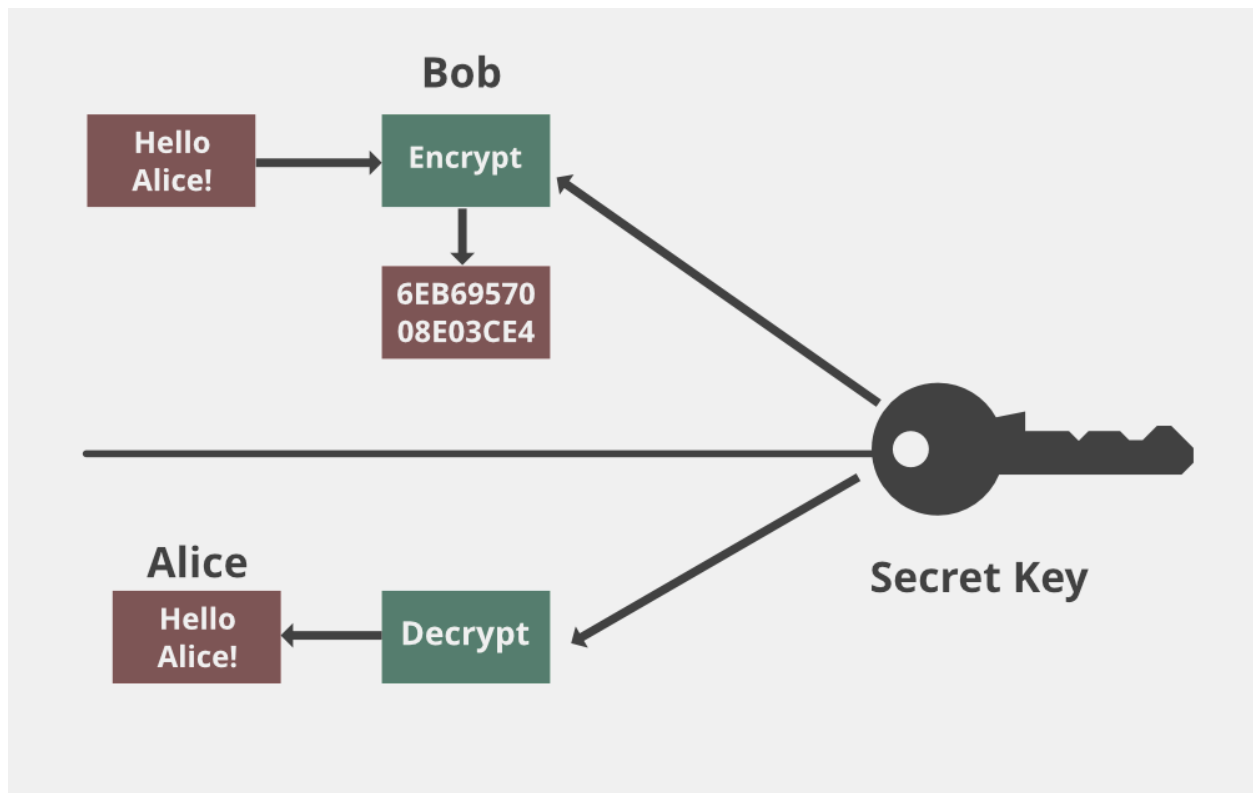 Bob
Hello
Alice!
Encrypt
6EB69570
08E03CE4
Alice
Hello
Alice!
Decrypt
Secret Key